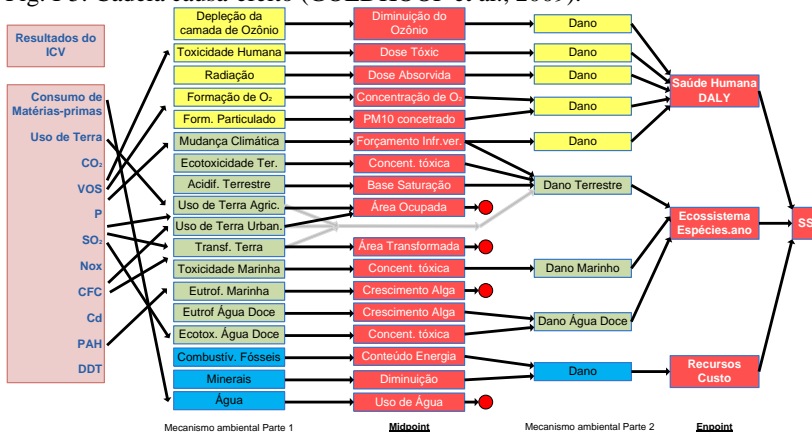 Fig. F3: Cadeia causa-efeito (GOEDKOOP et al., 2009).
Resultados do
ICV
Consumo de
Matérias-primas
Uso de Terra
CO₂
VOS
P
SO₂
Nox
CFC
Cd
PAH
DDT
Depleção da
camada de Ozônio
Toxicidade Humana
Radiação
Formação de O₂
Form. Particulado
Mudança Climática
Ecotoxicidade Ter.
Acidif. Terrestre
Uso de Terra Agric.
Uso de Terra Urban.
Transf. Terra
Toxicidade Marinha
Eutrof. Marinha
Eutrof Água Doce
Ecotox. Água Doce
Combustív. Fósseis
Minerais
Água
Mecanismo ambiental Parte 1
Diminuição do
Ozônio
Dose Tóxic
Dose Absorvida
Concentração de O₂
PM10 concetrado
Forçamento Infr.ver.
Concent. tóxica
Base Saturação
Área Ocupada
Área Transformada
Concent. tóxica
Crescimento Alga
Crescimento Alga
Concent. tóxica
Conteúdo Energia
Diminuição
Uso de Água
Midpoint
Dano
Dano
Dano
Dano
Dano
Dano Terrestre
Dano Marinho
Dano Água Doce
Dano
Mecanismo ambiental Parte 2
Saúde Humana
DALY
Ecossistema
Espécies.ano
Recursos
Custo
Enpoint
SS